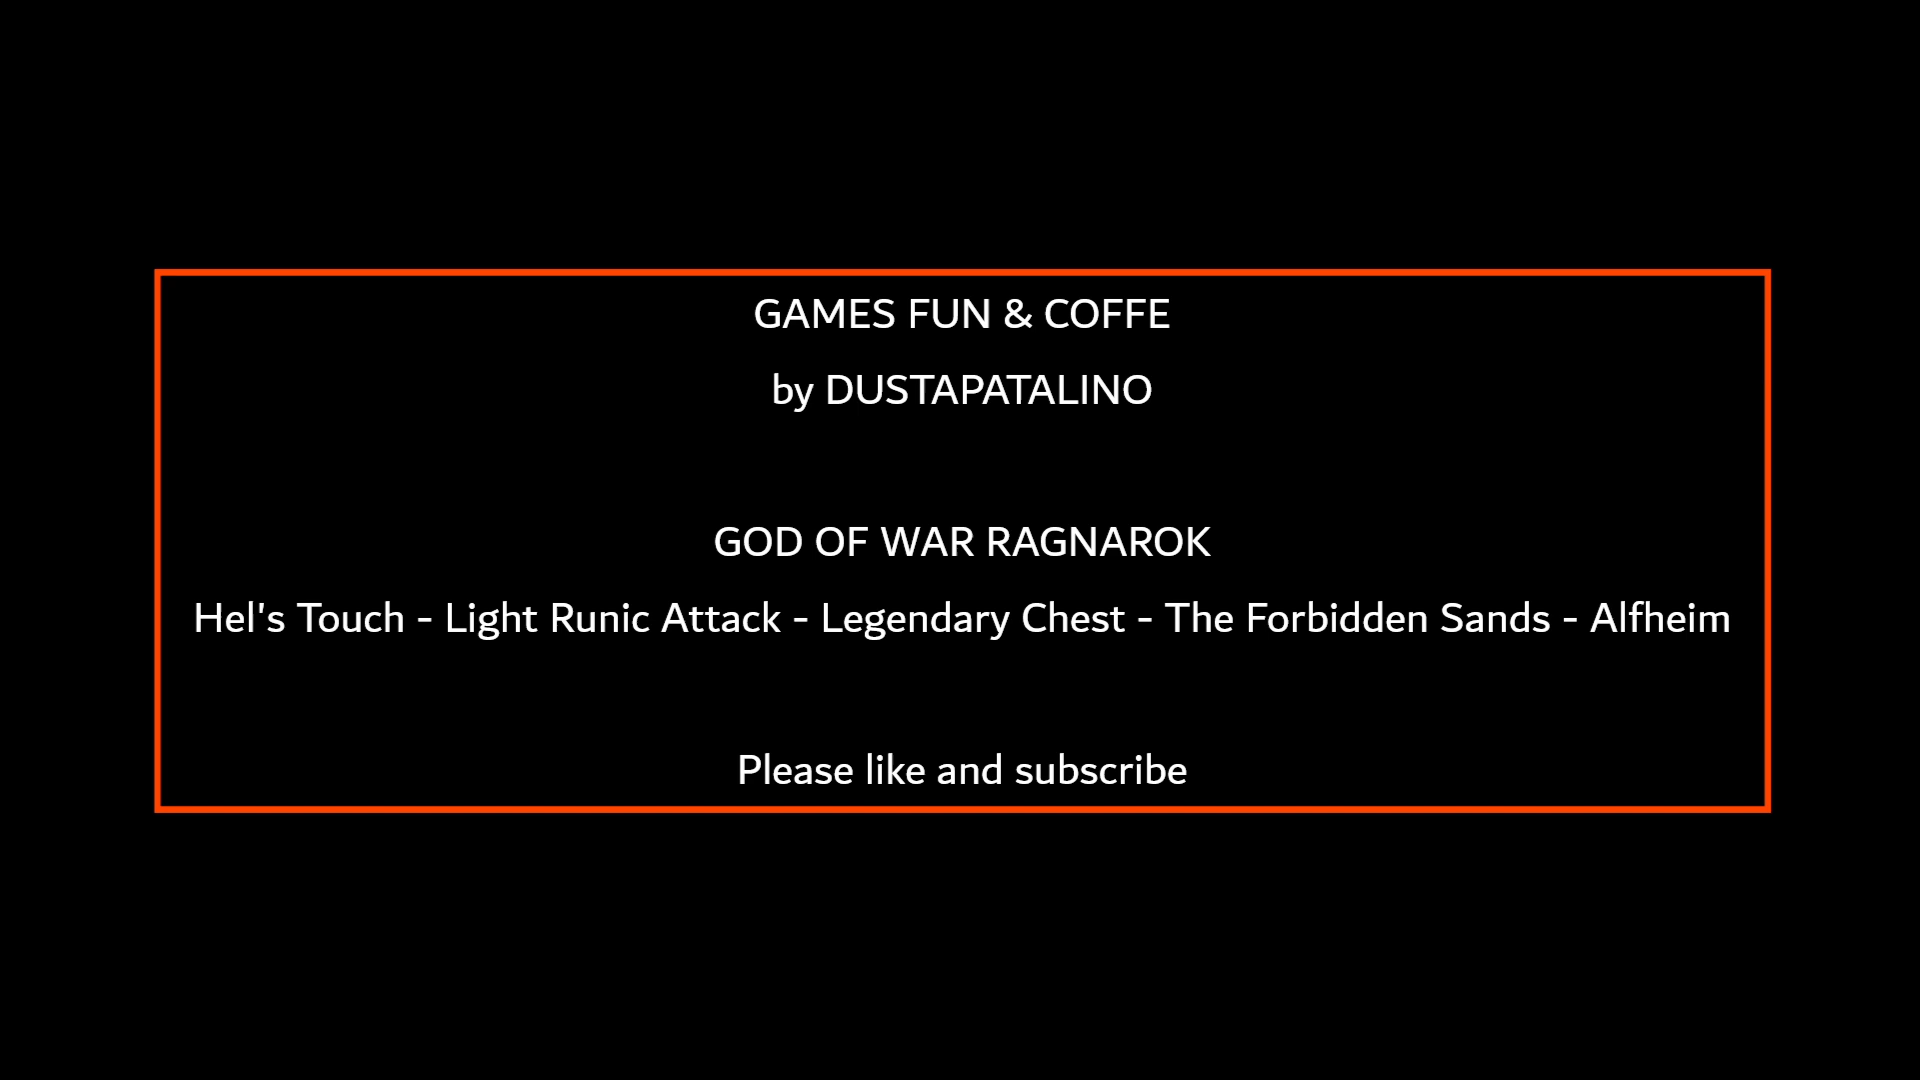 GAMES FUN & COFFE
by DUSTAPATALINO
GOD OF WAR RAGNAROK
Hel's Touch - Light Runic Attack - Legendary Chest - The Forbidden Sands - Alfheim
Please like and subscribe